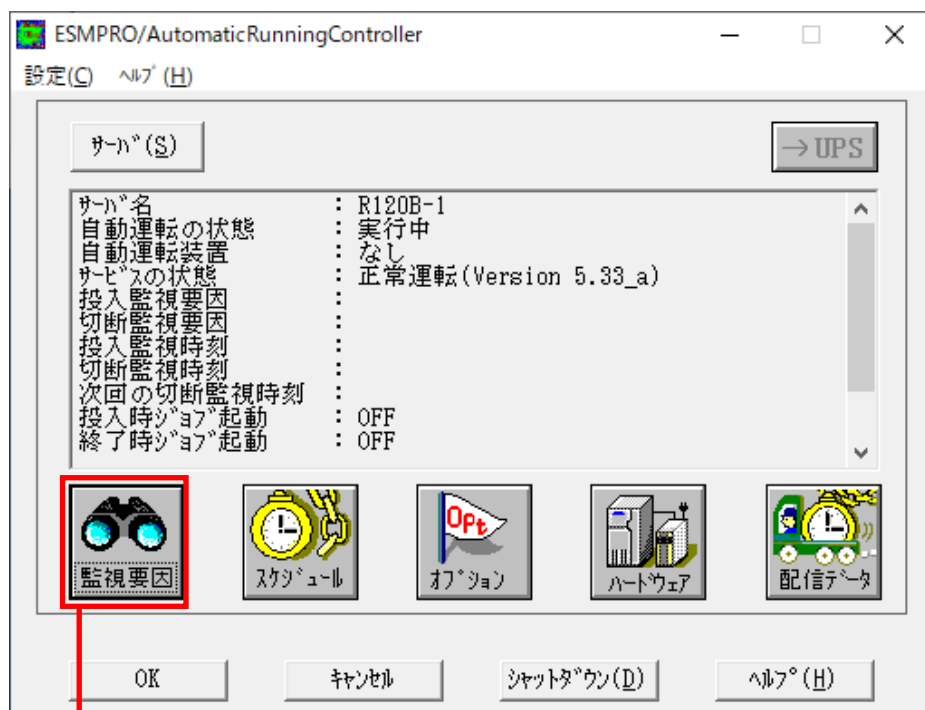 ESMPRO/AutomaticRunningController
設定(C) ﾍﾙﾌﾟ(H)
ｻｰﾊﾞ(S)
→UPS
ｻｰﾊﾞ名 : R120B-1
自動運転の状態 : 実行中
自動運転装置 : なし
ｻｰﾋﾞｽの状態 : 正常運転(Version 5.33_a)
投入監視要因 :
切断監視要因 :
投入監視時刻 :
切断監視時刻 :
次回の切断監視時刻 :
投入時ｼﾞｮﾌﾞ起動 : OFF
終了時ｼﾞｮﾌﾞ起動 : OFF
OPt
監視要因 ｽｹｼﾞｭｰﾙ ｵﾌﾟｼｮﾝ ﾊｰﾄﾞｳｪｱ 配信ﾃﾞｰﾀ
OK ｷｬﾝｾﾙ ｼｬｯﾄﾀﾞｳﾝ(D) ﾍﾙﾌﾟ(H)